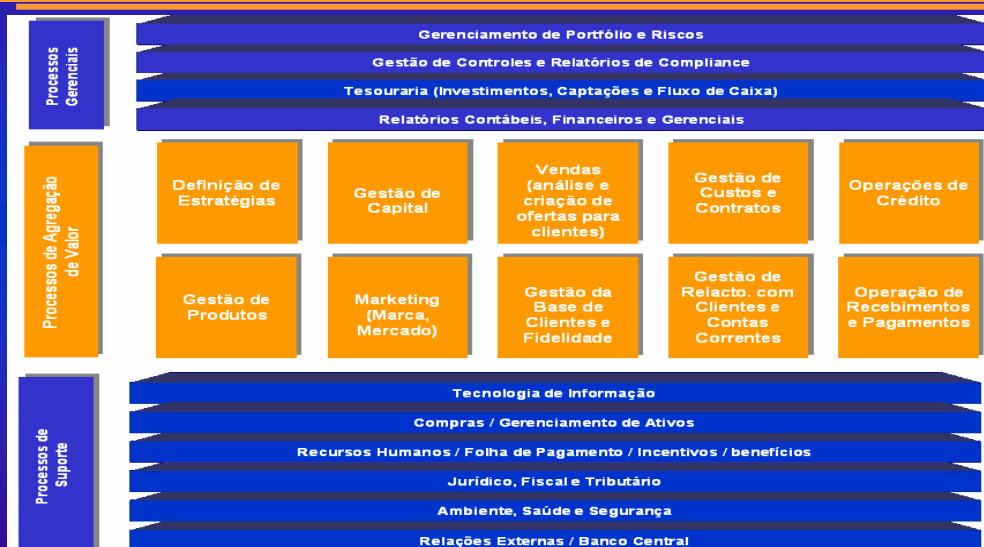 Processos
Gerenciais
Gerenciamento de Portfólio e Riscos
Gestão de Controles e Relatórios de Compliance
Tesouraria (Investimentos, Captações e Fluxo de Caixa)
Relatórios Contábeis, Financeiros e Gerenciais
Processos de Agregação
de Valor
Definição de
Estratégias
Gestão de
Capital
Vendas
(análise e
criação de
ofertas para
clientes)
Gestão de
Custos e
Contratos
Operações de
Crédito
Gestão de
Produtos
Marketing
(Marca,
Mercado)
Gestão da
Base de
Clientes e
Fidelidade
Gestão de
Relacto. com
Clientes e
Contas
Correntes
Operação de
Recebimentos
e Pagamentos
Processos de
Suporte
Tecnologia de Informação
Compras / Gerenciamento de Ativos
Recursos Humanos / Folha de Pagamento / Incentivos / benefícios
Jurídico, Fiscal e Tributário
Ambiente, Saúde e Segurança
Relações Externas / Banco Central